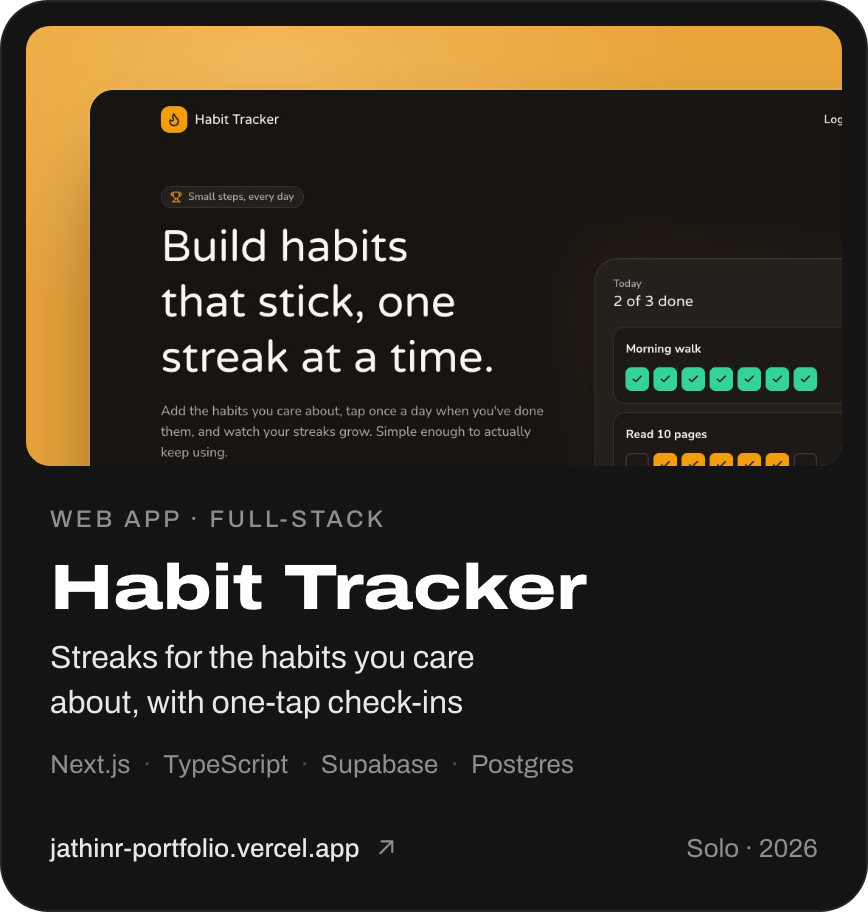 Habit Tracker
Small steps, every day
Build habits
that stick, one
streak at a time.
Add the habits you care about, tap once a day when you've done
them, and watch your streaks grow. Simple enough to actually
keep using.
Today
2 of 3 done
Morning walk
Read 10 pages
WEB APP · FULL-STACK
Habit Tracker
Streaks for the habits you care
about, with one-tap check-ins
Next.js · TypeScript · Supabase · Postgres
jathinr-portfolio.vercel.app ↗
Solo · 2026